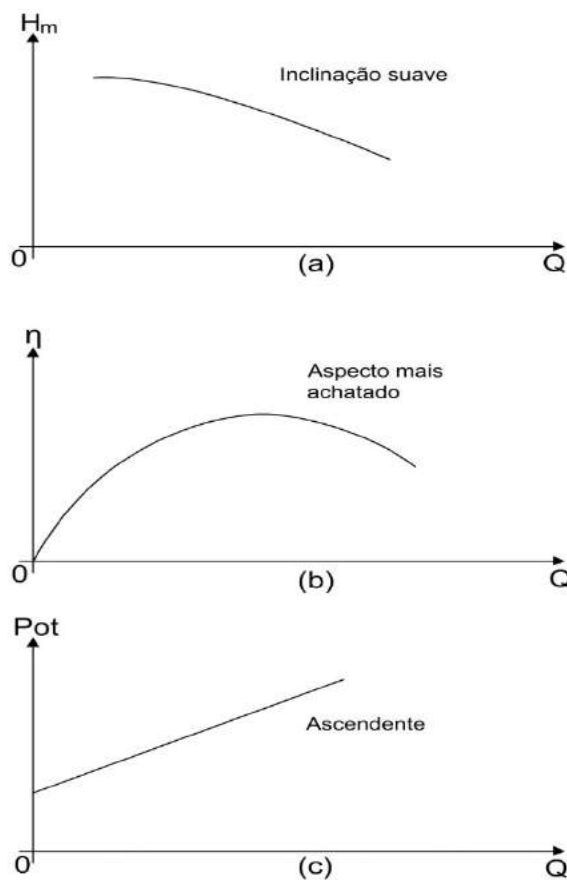 Hm
Inclinação suave
0
(a)
Q
η
Aspecto mais
achatado
0
(b)
Q
Pot
Ascendente
0
(c)
Q